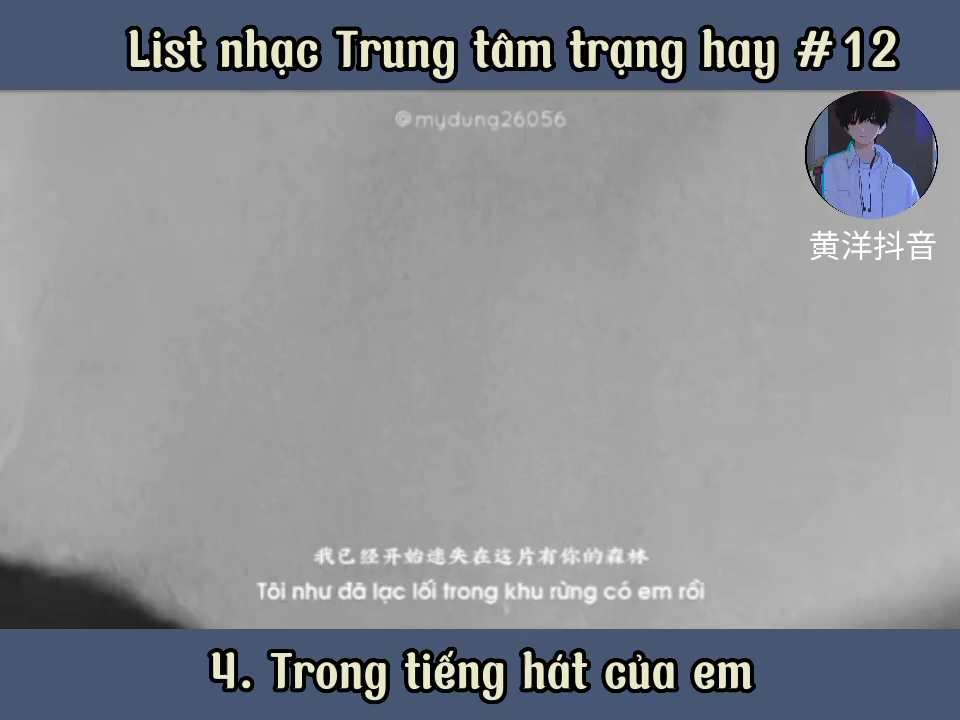 List nhạc Trung tâm trạng hay #12
@mydung26056
黄洋抖音
我已经开始迷失在这片有你的森林
Tôi như đã lạc lối trong khu rừng có em rồi
4. Trong tiếng hát của em